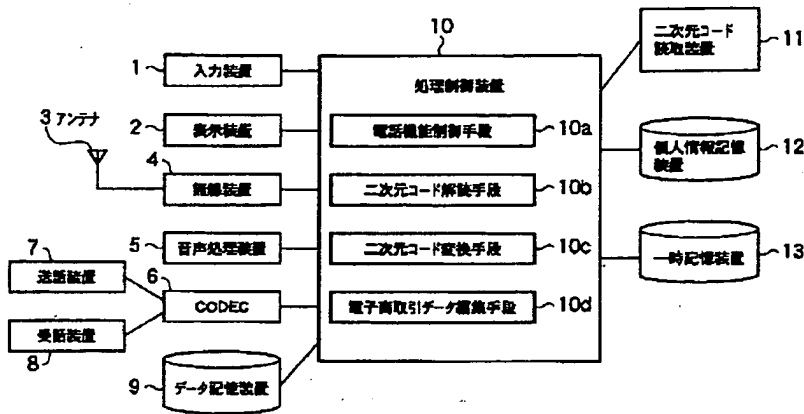 10
処理制御装置
1
入力装置
2
表示装置
3 アンテナ
4
無線装置
5
音声処理装置
6
CODEC
7
送話装置
8
受話装置
9
データ記憶装置
電話機能制御手段
10a
二次元コード解読手段
10b
二次元コード変換手段
10c
電子商取引データ編集手段
10d
二次元コード
読取装置
11
個人情報記憶
装置
12
一時記憶装置
13